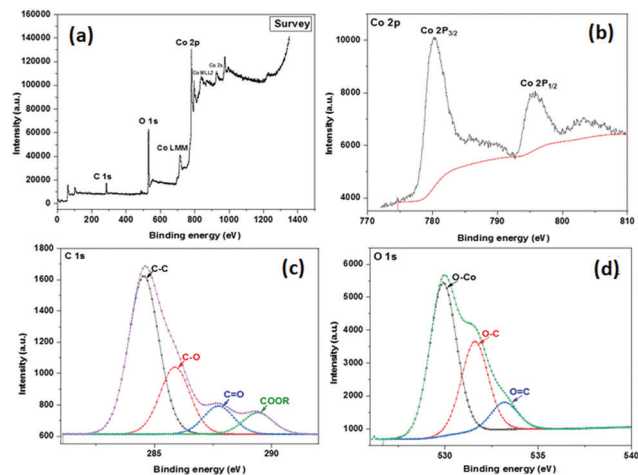 (a)
Survey
Co 2p
Co MLL2
Co 2s
O 1s
Co LMM
C 1s
Intensity (a.u.)
160000
140000
120000
100000
80000
60000
40000
20000
0
0 200 400 600 800 1000 1200 1400
Binding energy (eV)
Co 2p
(b)
Co 2P3/2
Co 2P1/2
Intensity (a.u.)
10000
8000
6000
4000
770 780 790 800 810
Binding energy (eV)
C 1s
(c)
C-C
C-O
C=O
COOR
Intensity (a.u.)
1800
1600
1400
1200
1000
800
600
285 290
Binding energy (eV)
O 1s
(d)
O-Co
O-C
O=C
Intensity (a.u.)
6000
5000
4000
3000
2000
1000
530 535 540
Binding energy (eV)